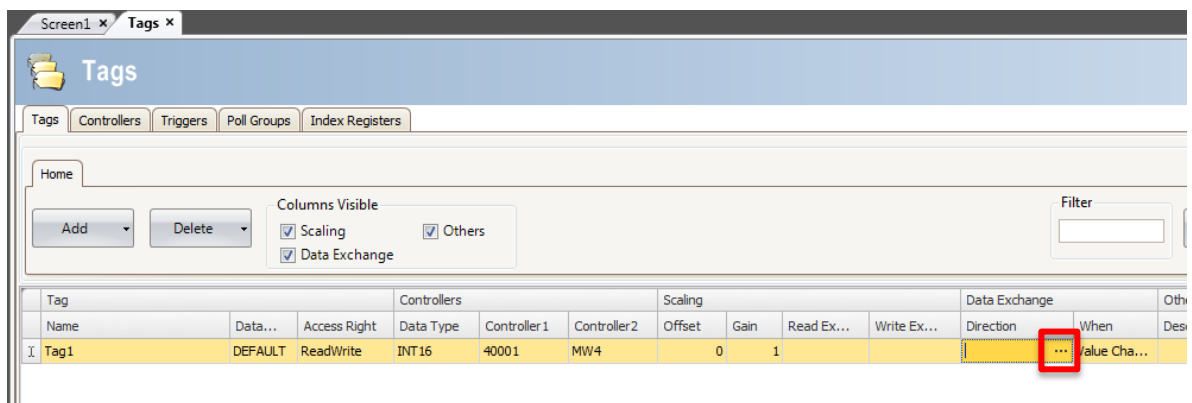 Screen1 × Tags ×
Tags
Tags Controllers Triggers Poll Groups Index Registers
Home
Columns Visible
Filter
Add Delete
Scaling Others
Data Exchange
Tag Controllers Scaling Data Exchange Othe
Name Data... Access Right Data Type Controller1 Controller2 Offset Gain Read Ex... Write Ex... Direction When Desc
Tag1 DEFAULT ReadWrite INT16 40001 MW4 0 1 ... Value Cha...